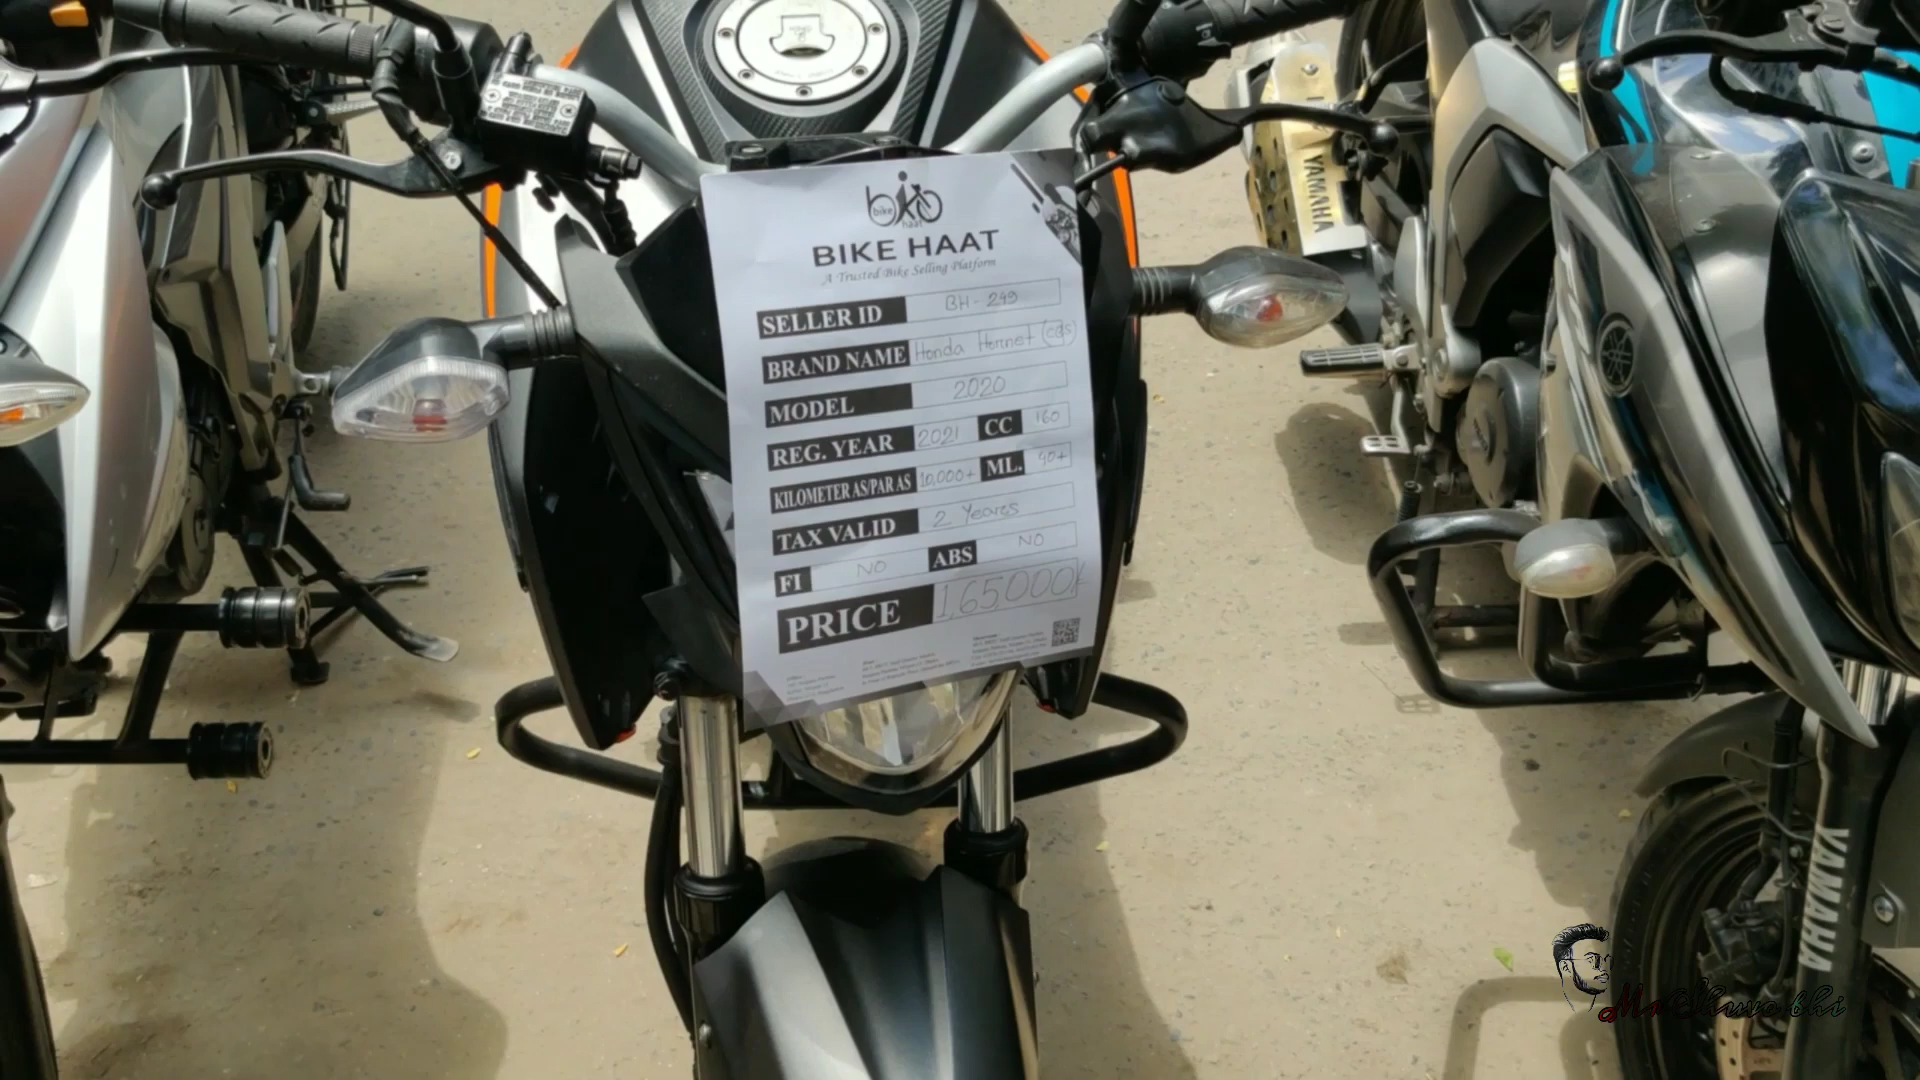 bike
haat
BIKE HAAT
A Trusted Bike Selling Platform
SELLER ID BH - 249
BRAND NAME Honda Hornet (CBS)
MODEL 2020
REG. YEAR 2021 CC 160
KILOMETER AS/PAR AS 10,000+ ML. 40+
TAX VALID 2 Years
FI NO ABS NO
PRICE 1,65000/
YAMAHA
YAMAHA